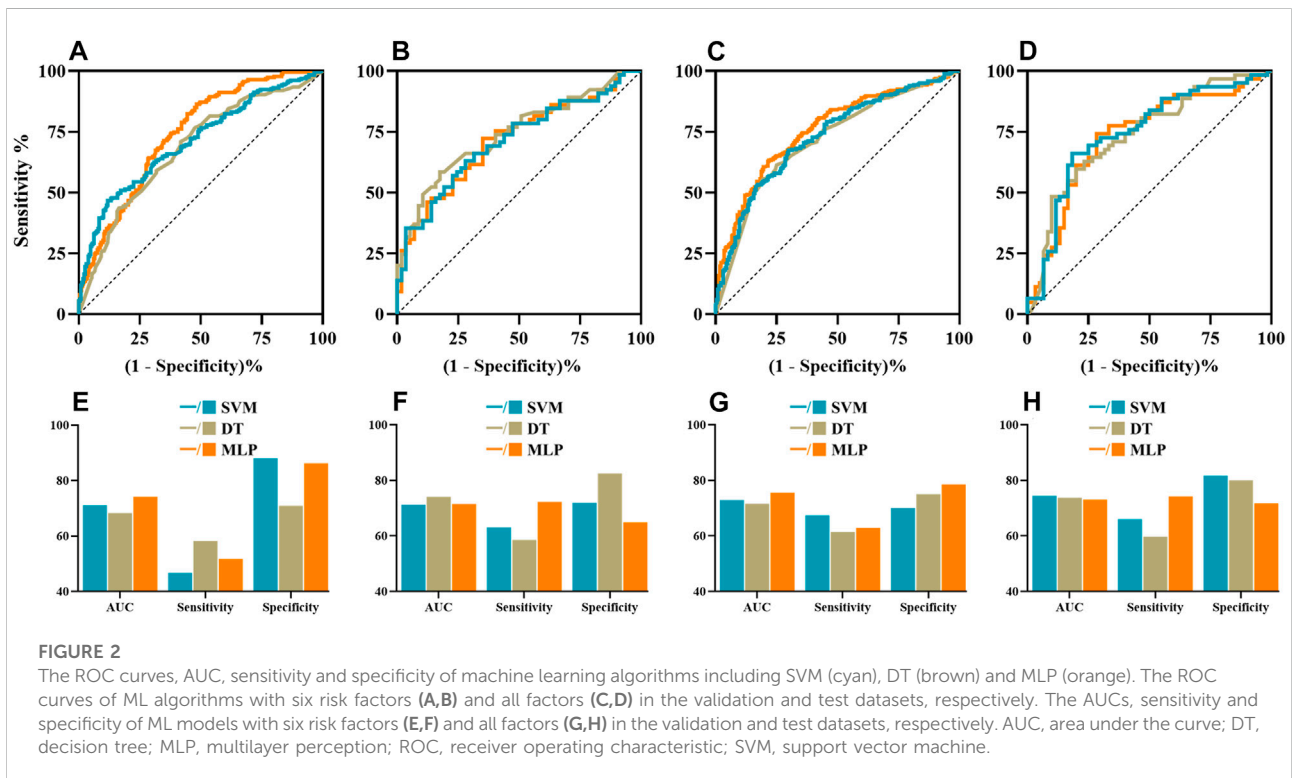 A
B
C
D
100
75
50
25
0
Sensitivity %
0 25 50 75 100
(1 - Specificity)%
100
75
50
25
0
0 25 50 75 100
(1 - Specificity)%
100
75
50
25
0
0 25 50 75 100
(1 - Specificity)%
100
75
50
25
0
0 25 50 75 100
(1 - Specificity)%
E
SVM
DT
MLP
100
80
60
40
AUC Sensitivity Specificity
F
SVM
DT
MLP
100
80
60
40
AUC Sensitivity Specificity
G
SVM
DT
MLP
100
80
60
40
AUC Sensitivity Specificity
H
SVM
DT
MLP
100
80
60
40
AUC Sensitivity Specificity
FIGURE 2
The ROC curves, AUC, sensitivity and specificity of machine learning algorithms including SVM (cyan), DT (brown) and MLP (orange). The ROC
curves of ML algorithms with six risk factors (A,B) and all factors (C,D) in the validation and test datasets, respectively. The AUCs, sensitivity and
specificity of ML models with six risk factors (E,F) and all factors (G,H) in the validation and test datasets, respectively. AUC, area under the curve; DT,
decision tree; MLP, multilayer perception; ROC, receiver operating characteristic; SVM, support vector machine.